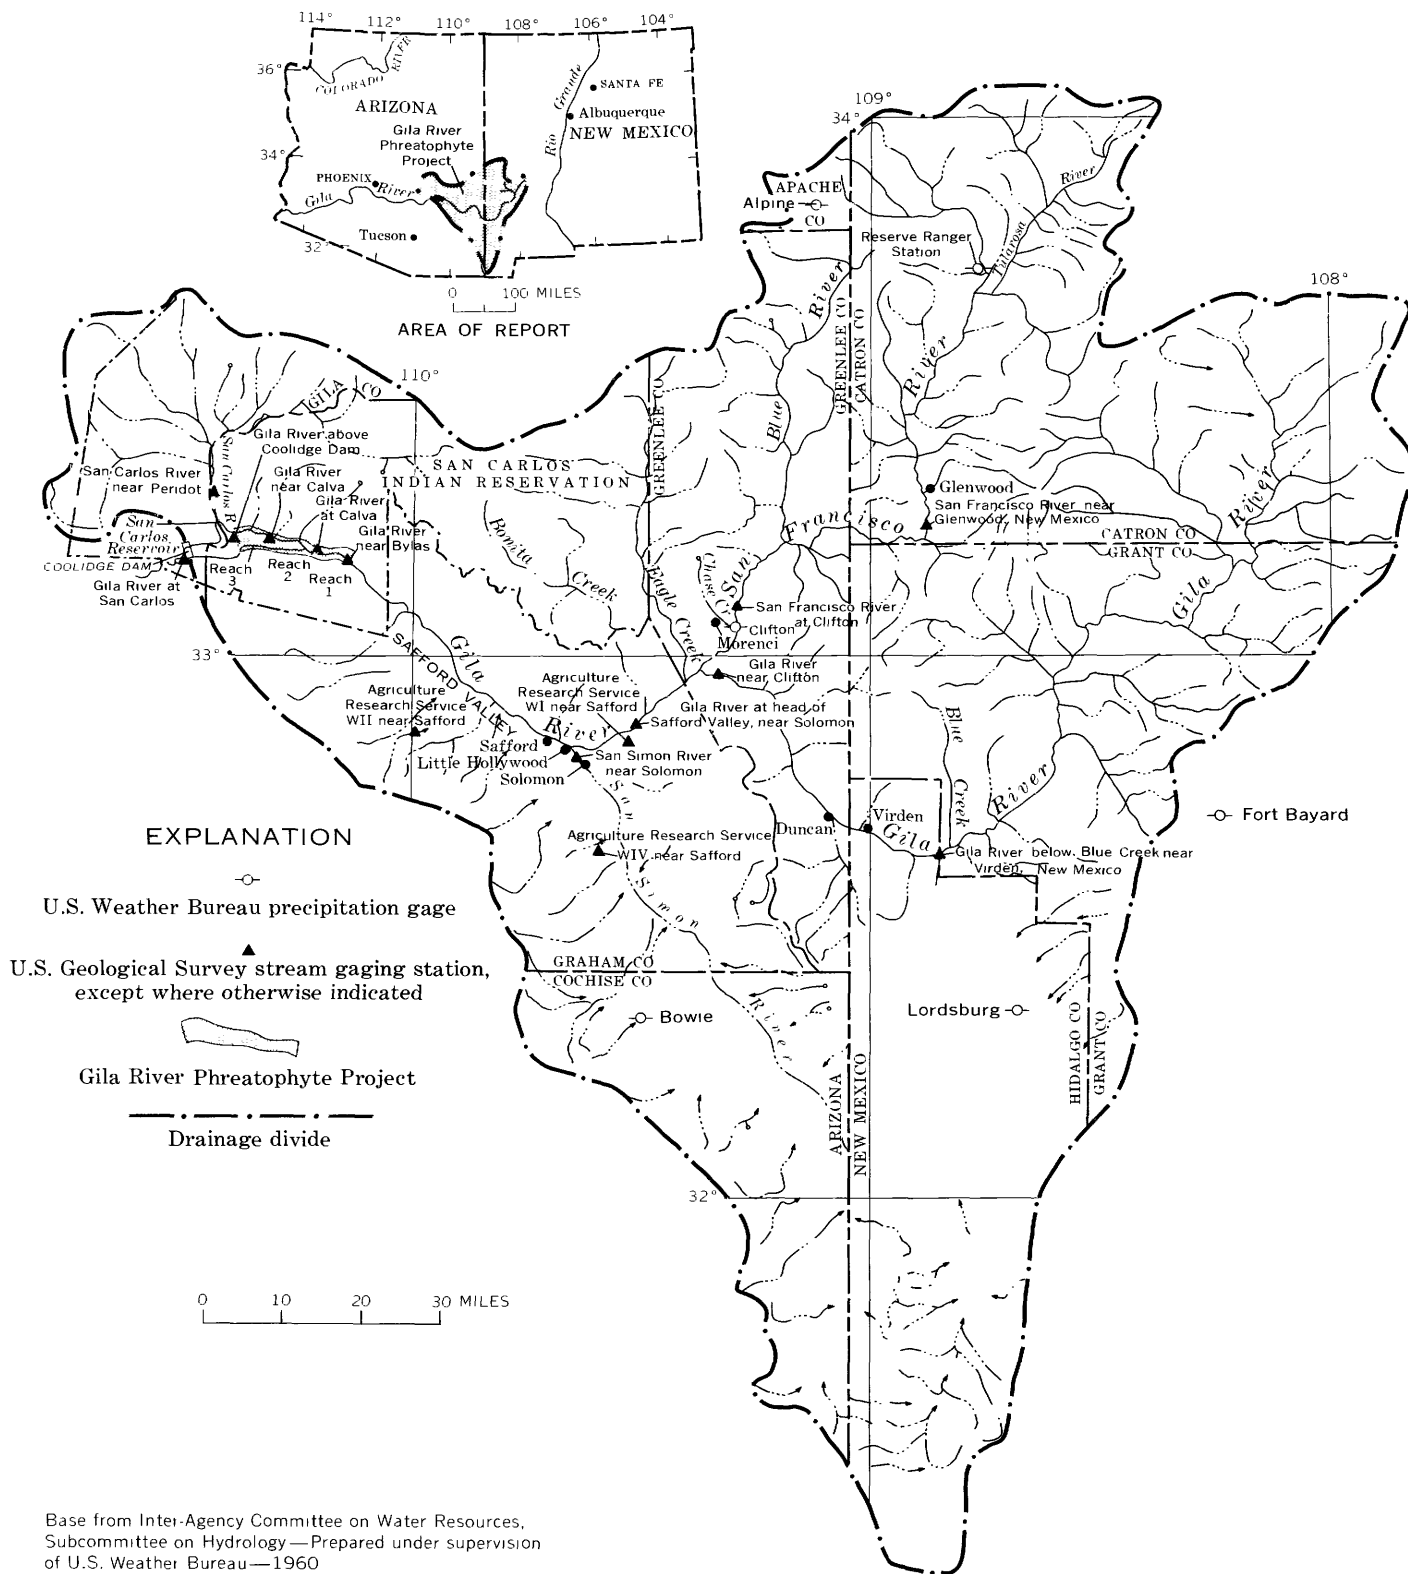 114°
112°
110°
108°
106°
104°
36°
COLORADO RIVER
ARIZONA
SANTA FE
Albuquerque
NEW MEXICO
Rio Grande
Gila River
Phreatophyte
Project
34°
PHOENIX
Gila River
Tucson
32°
0 100 MILES
AREA OF REPORT
109°
34°
APACHE
CO
Alpine
Reserve Ranger
Station
Tularosa River
108°
Blue River
GREENLEE CO
CATRON CO
River
110°
GILA CO
San Carlos R
Gila River above
Coolidge Dam
San Carlos River
near Peridot
Gila River
near Calva
Gila River
at Calva
Gila River
near Bylas
SAN CARLOS
INDIAN RESERVATION
GREENLEE CO
Glenwood
San Francisco River near
Glenwood, New Mexico
CATRON CO
GRANT CO
Gila River
San
Carlos
Reservoir
COOLIDGE DAM
Gila River at
San Carlos
Reach
3
Reach
2
Reach
1
Bonita Creek
Eagle Creek
Chase Cr
San Francisco
San Francisco River
at Clifton
Clifton
Morenci
33°
Gila River
near Clifton
Gila River
SAFFORD VALLEY
Agriculture
Research Service
WII near Safford
Agriculture
Research Service
WI near Safford
Gila River at head of
Safford Valley, near Solomon
Safford
Little Hollywood
Solomon
San Simon River
near Solomon
Blue Creek
Gila River
Duncan
Virden
Fort Bayard
Gila River below Blue Creek near
Virden, New Mexico
Agriculture Research Service
WIV near Safford
San Simon River
GRAHAM CO
COCHISE CO
Bowie
Lordsburg
HIDALGO CO
GRANT CO
ARIZONA
NEW MEXICO
32°
EXPLANATION
U.S. Weather Bureau precipitation gage
U.S. Geological Survey stream gaging station,
except where otherwise indicated
Gila River Phreatophyte Project
Drainage divide
0 10 20 30 MILES
Base from Inter-Agency Committee on Water Resources,
Subcommittee on Hydrology—Prepared under supervision
of U.S. Weather Bureau—1960